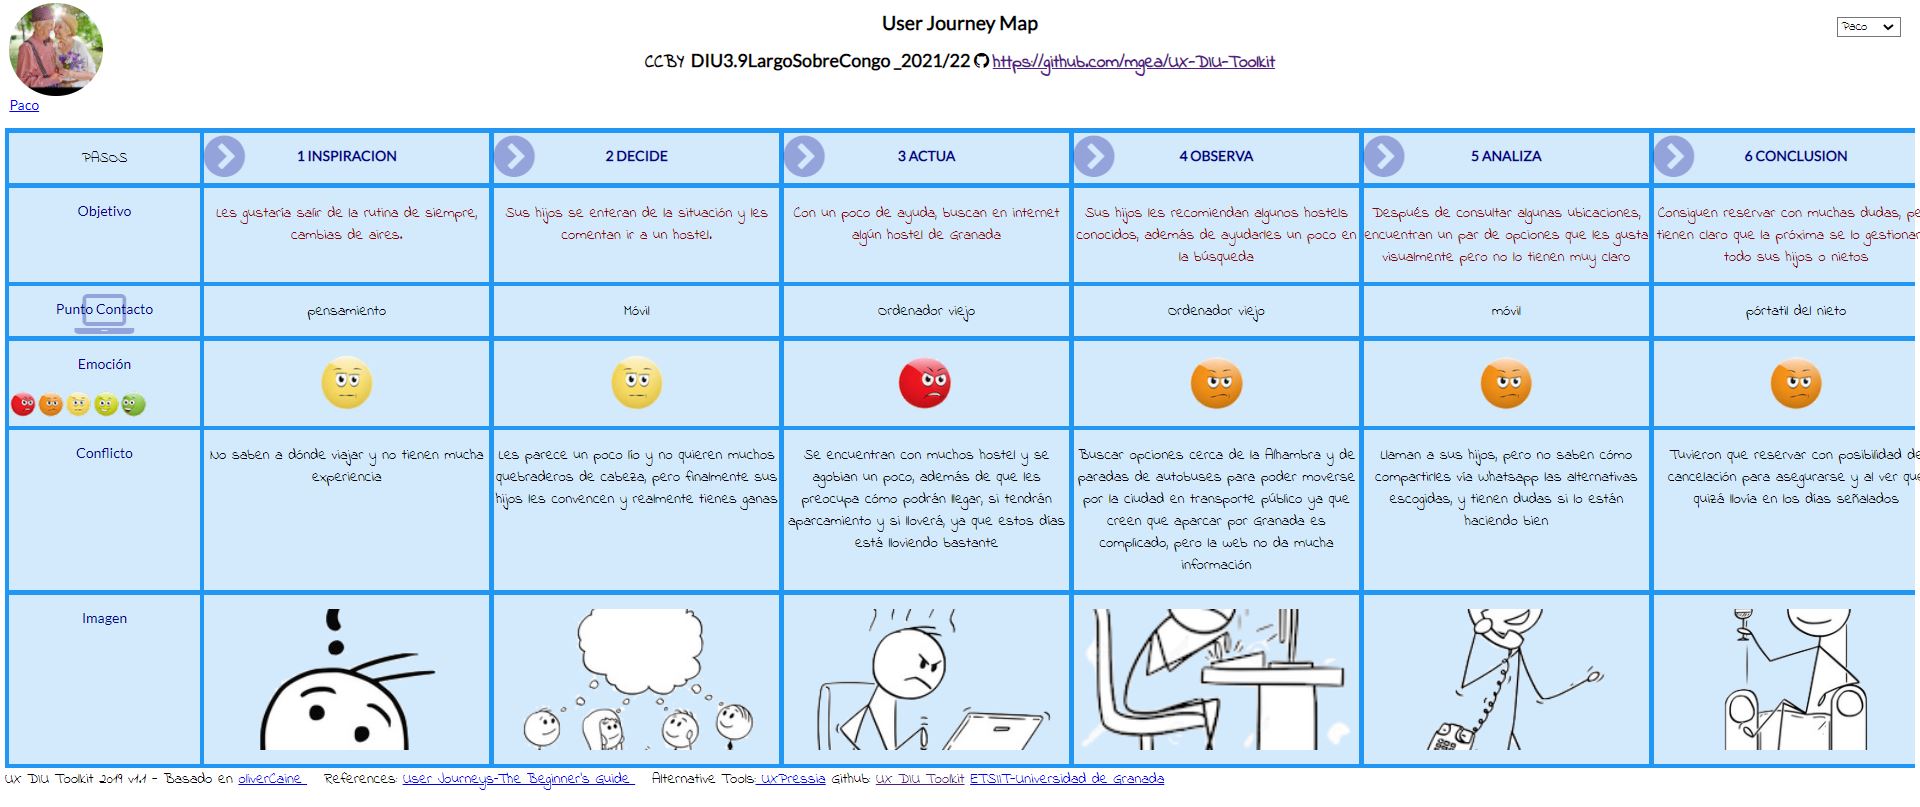 User Journey Map
Paco
CCBY DIU3.9LargoSobreCongo_2021/22 https://github.com/mgea/UX-DIU-Toolkit
Paco
PASOS
1 INSPIRACION
2 DECIDE
3 ACTUA
4 OBSERVA
5 ANALIZA
6 CONCLUSION
Objetivo
Les gustaría salir de la rutina de siempre,
cambias de aires.
Sus hijos se enteran de la situación y les
comentan ir a un hostel.
Con un poco de ayuda, buscan en internet
algún hostel de Granada
Sus hijos les recomiendan algunos hostels
conocidos, además de ayudarles un poco en
la búsqueda
Después de consultar algunas ubicaciones,
encuentran un par de opciones que les gusta
visualmente pero no lo tienen muy claro
Consiguen reservar con muchas dudas, pe
tienen claro que la próxima se lo gestionar
todo sus hijos o nietos
Punto Contacto
pensamiento
Móvil
Ordenador viejo
Ordenador viejo
móvil
pórtatil del nieto
Emoción
Conflicto
No saben a dónde viajar y no tienen mucha
experiencia
Les parece un poco lío y no quieren muchos
quebraderos de cabeza, pero finalmente sus
hijos les convencen y realmente tienes ganas
Se encuentran con muchos hostel y se
agobian un poco, además de que les
preocupa cómo podrán llegar, si tendrán
aparcamiento y si lloverá, ya que estos días
está lloviendo bastante
Buscar opciones cerca de la Alhambra y de
paradas de autobuses para poder moverse
por la ciudad en transporte público ya que
creen que aparcar por Granada es
complicado, pero la web no da mucha
información
Llaman a sus hijos, pero no saben cómo
compartirles vía whatsapp las alternativas
escogidas, y tienen dudas si lo están
haciendo bien
Tuvieron que reservar con posibilidad de
cancelación para asegurarse y al ver que
quizá llovía en los días señalados
Imagen
UX DIU Toolkit 2019 v1.1 - Basado en oliverCaine References: User Journeys-The Beginner's Guide Alternative Tools: UXPressia Github: UX DIU Toolkit ETSIIT-Universidad de Granada